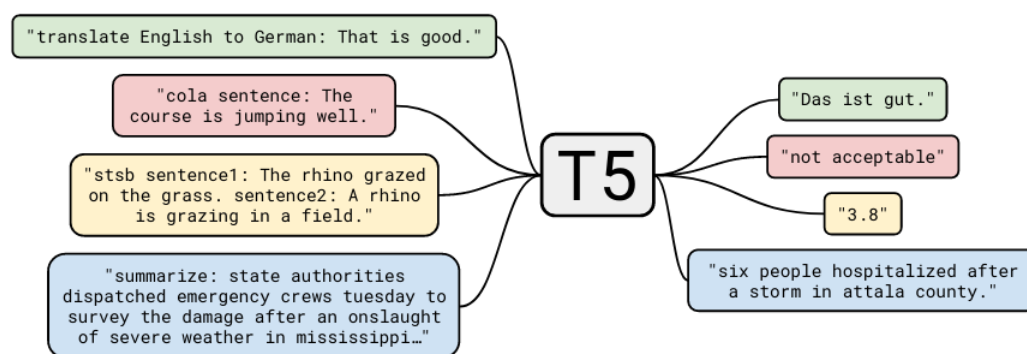 "translate English to German: That is good."
"cola sentence: The
course is jumping well."
"stsb sentence1: The rhino grazed
on the grass. sentence2: A rhino
is grazing in a field."
"summarize: state authorities
dispatched emergency crews tuesday to
survey the damage after an onslaught
of severe weather in mississippi…"
T5
"Das ist gut."
"not acceptable"
"3.8"
"six people hospitalized after
a storm in attala county."